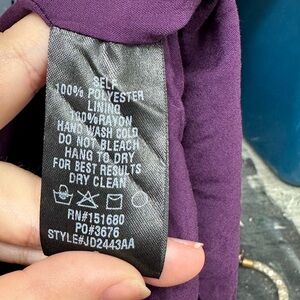 SELF
100% POLYESTER
LINING
100%RAYON
HAND WASH COLD
DO NOT BLEACH
HANG TO DRY
FOR BEST RESULTS
DRY CLEAN
RN#151680
PO#3676
STYLE#JD2443AA